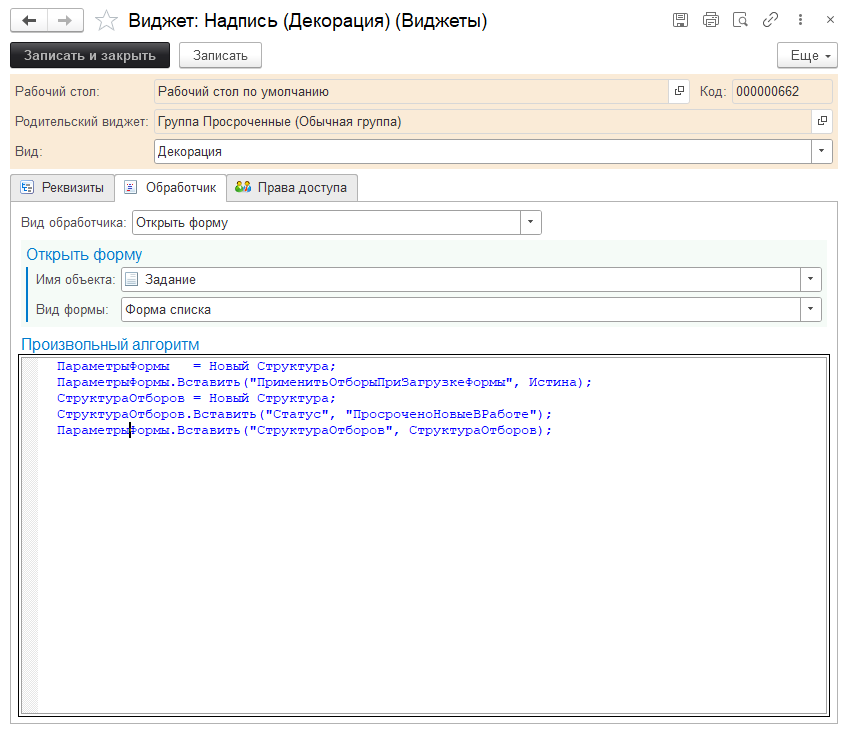 Виджет: Надпись (Декорация) (Виджеты)
Записать и закрыть
Записать
Еще
Рабочий стол: Рабочий стол по умолчанию Код: 000000662
Родительский виджет: Группа Просроченные (Обычная группа)
Вид: Декорация
Реквизиты Обработчик Права доступа
Вид обработчика: Открыть форму
Открыть форму
Имя объекта: Задание
Вид формы: Форма списка
Произвольный алгоритм
ПараметрыФормы   = Новый Структура;
ПараметрыФормы.Вставить("ПрименитьОтборыПриЗагрузкеФормы", Истина);
СтруктураОтборов = Новый Структура;
СтруктураОтборов.Вставить("Статус", "ПросроченоНовыеВРаботе");
ПараметрыФормы.Вставить("СтруктураОтборов", СтруктураОтборов);